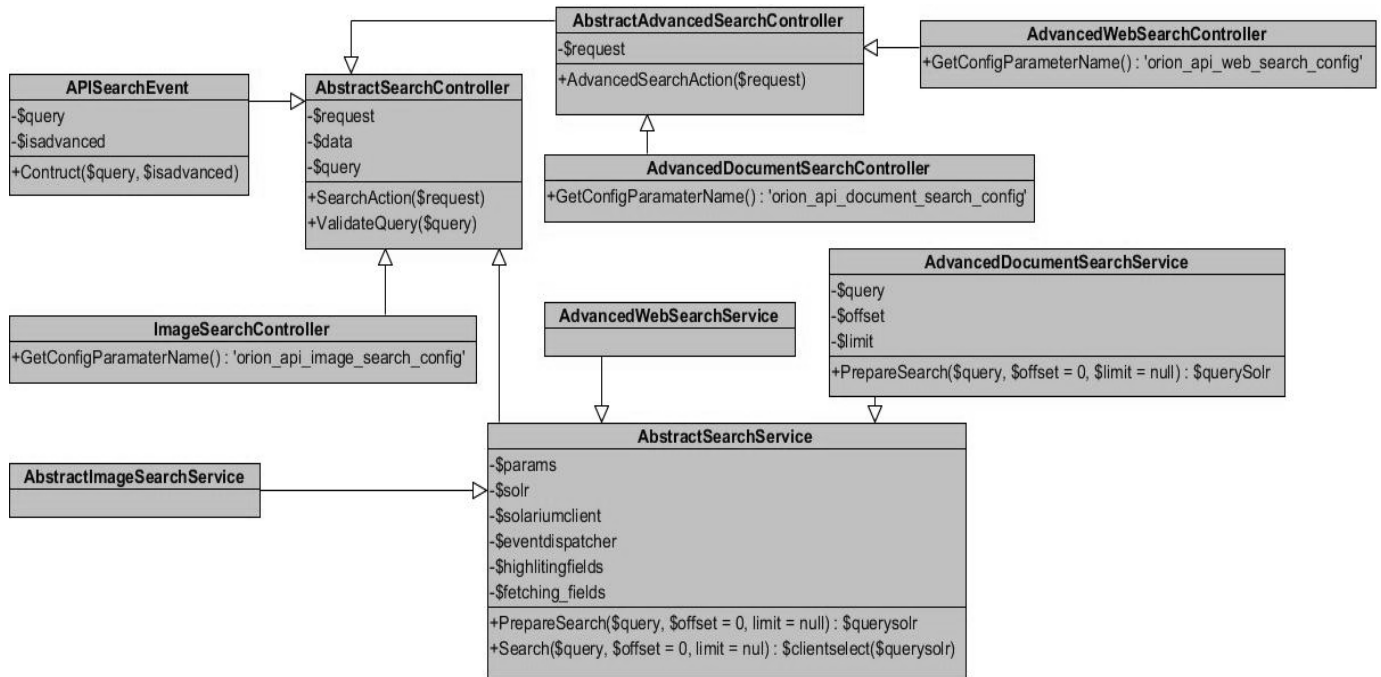 AbstractAdvancedSearchController
-$request
+AdvancedSearchAction($request)
AdvancedWebSearchController
+GetConfigParameterName() : 'orion_api_web_search_config'
APISearchEvent
-$query
-$isadvanced
+Contruct($query, $isadvanced)
AbstractSearchController
-$request
-$data
-$query
+SearchAction($request)
+ValidateQuery($query)
AdvancedDocumentSearchController
+GetConfigParamaterName() : 'orion_api_document_search_config'
ImageSearchController
+GetConfigParamaterName() : 'orion_api_image_search_config'
AdvancedWebSearchService
AdvancedDocumentSearchService
-$query
-$offset
-$limit
+PrepareSearch($query, $offset = 0, $limit = null) : $querySolr
AbstractImageSearchService
AbstractSearchService
-$params
-$solr
-$solariumclient
-$eventdispatcher
-$highlitingfields
-$fetching_fields
+PrepareSearch($query, $offset = 0, limit = null) : $querysolr
+Search($query, $offset = 0, limit = nul) : $clientselect($querysolr)